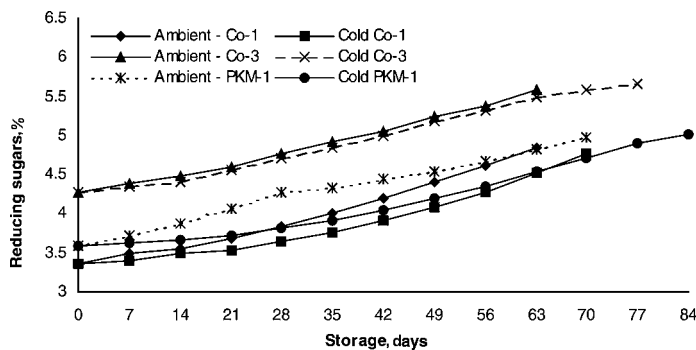 6.5
6
5.5
5
4.5
4
3.5
3
Reducing sugars, %
Ambient - Co-1
Cold Co-1
Ambient - Co-3
Cold Co-3
Ambient - PKM-1
Cold PKM-1
0 7 14 21 28 35 42 49 56 63 70 77 84
Storage, days